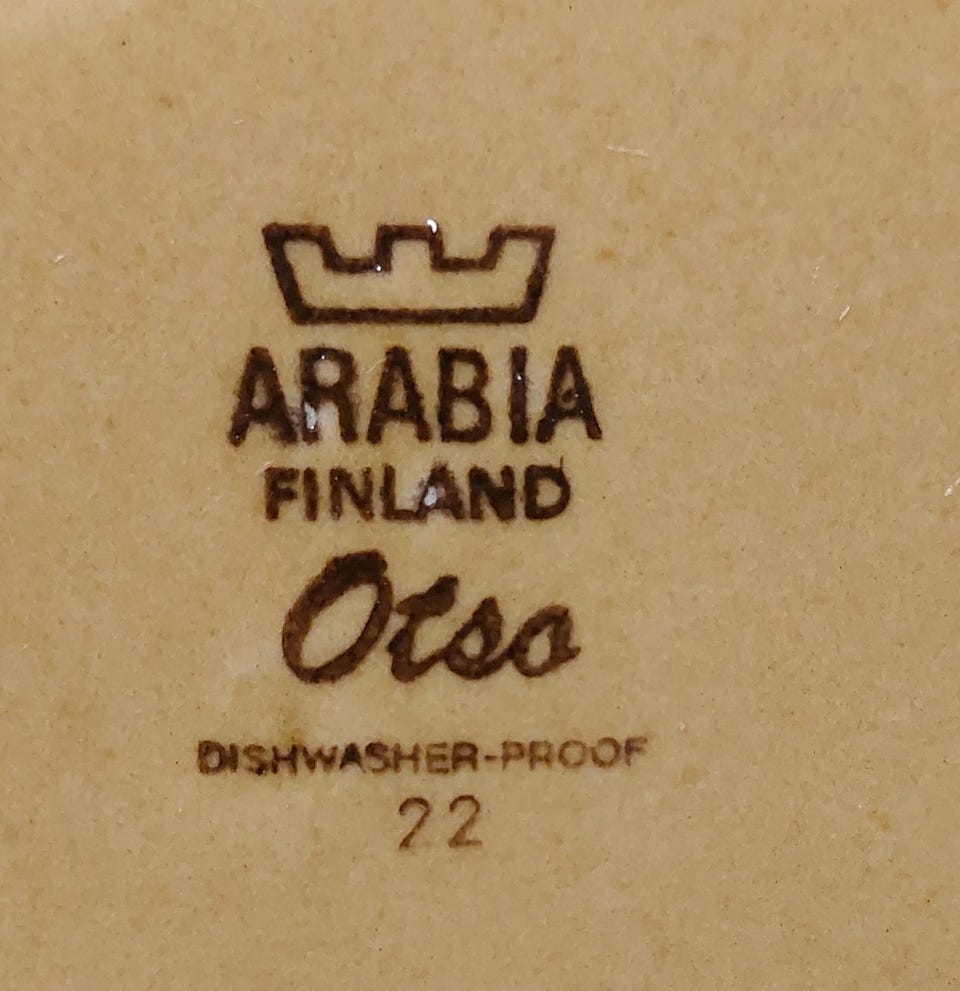 ARABIA
FINLAND
Otso
DISHWASHER-PROOF
22